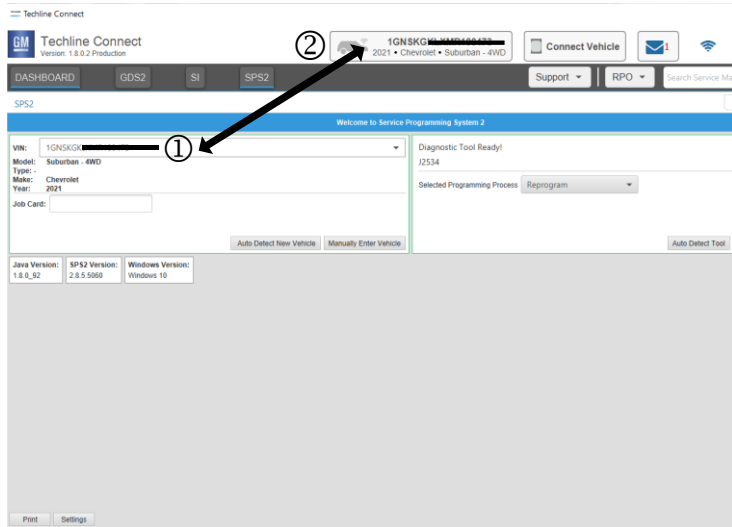 Techline Connect
GM Techline Connect
Version: 1.8.0.2 Production
②
2021 • Chevrolet • Suburban - 4WD
Connect Vehicle
1
DASHBOARD GDS2 SI SPS2
Support RPO Search Service Ma
SPS2
Welcome to Service Programming System 2
VIN: 1GNSKGK
①
Model: Suburban - 4WD
Type: -
Make: Chevrolet
Year: 2021
Job Card:
Auto Detect New Vehicle Manually Enter Vehicle
Diagnostic Tool Ready!
J2534
Selected Programming Process Reprogram
Auto Detect Tool
Java Version: SPS2 Version: Windows Version:
1.8.0_92 2.8.5.5060 Windows 10
Print Settings